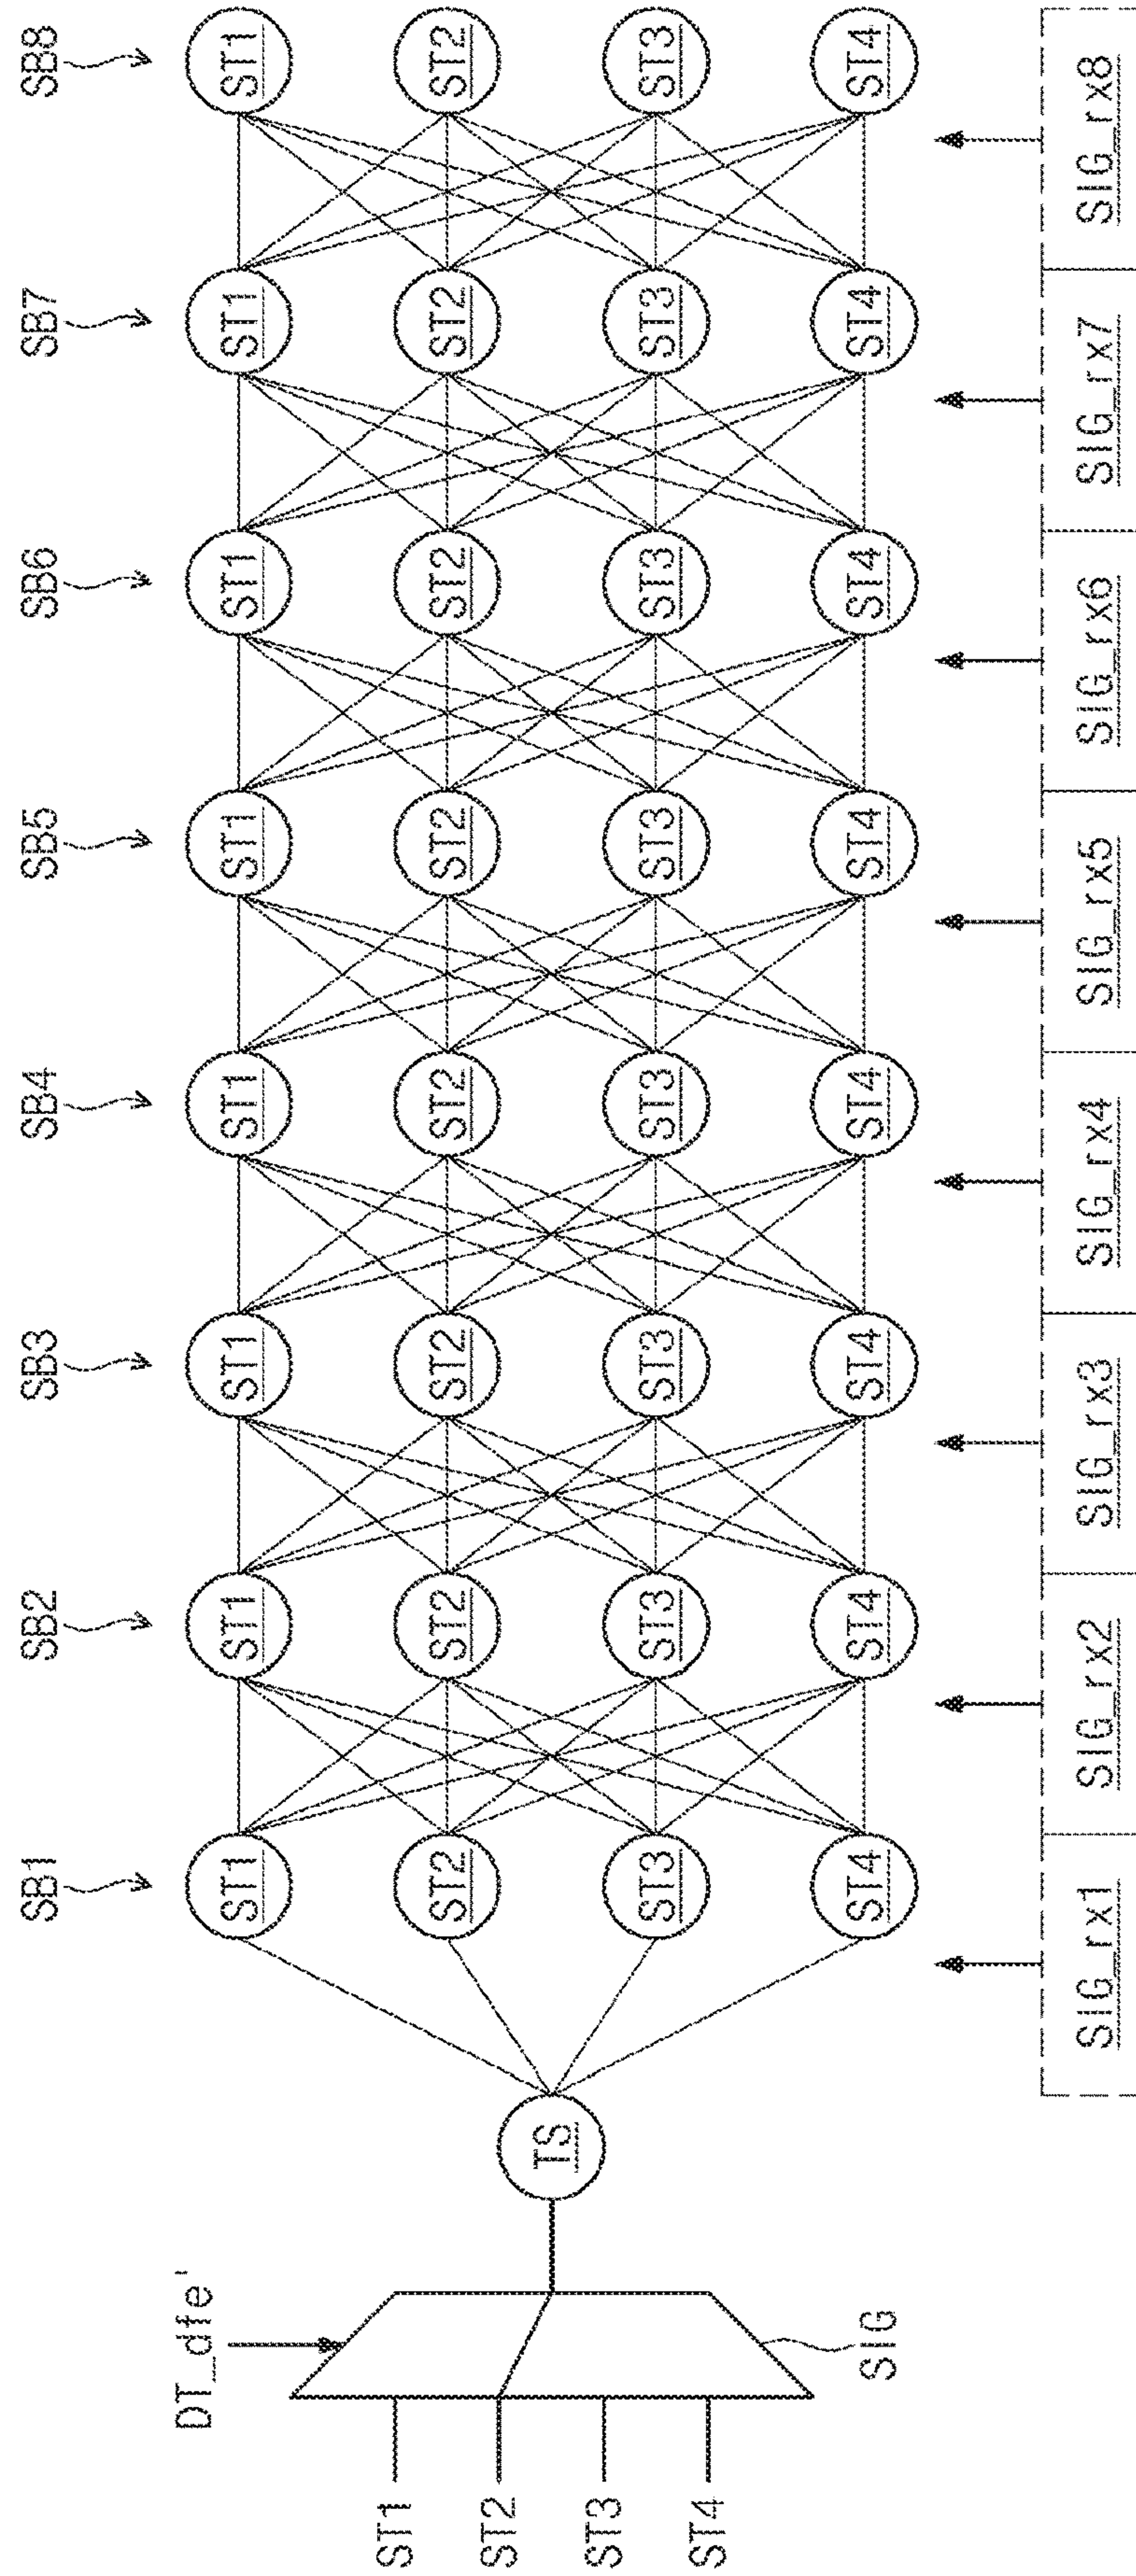 SB1 SB2 SB3 SB4 SB5 SB6 SB7 SB8
DT_dfe'
ST1 ST1 ST1 ST1 ST1 ST1 ST1 ST1
ST1
ST2 ST2 ST2 ST2 ST2 ST2 ST2 ST2
ST2
TS
ST3
ST3 ST3 ST3 ST3 ST3 ST3 ST3 ST3
ST4
ST4 ST4 ST4 ST4 ST4 ST4 ST4 ST4
SIG
SIG_rx1 SIG_rx2 SIG_rx3 SIG_rx4 SIG_rx5 SIG_rx6 SIG_rx7 SIG_rx8